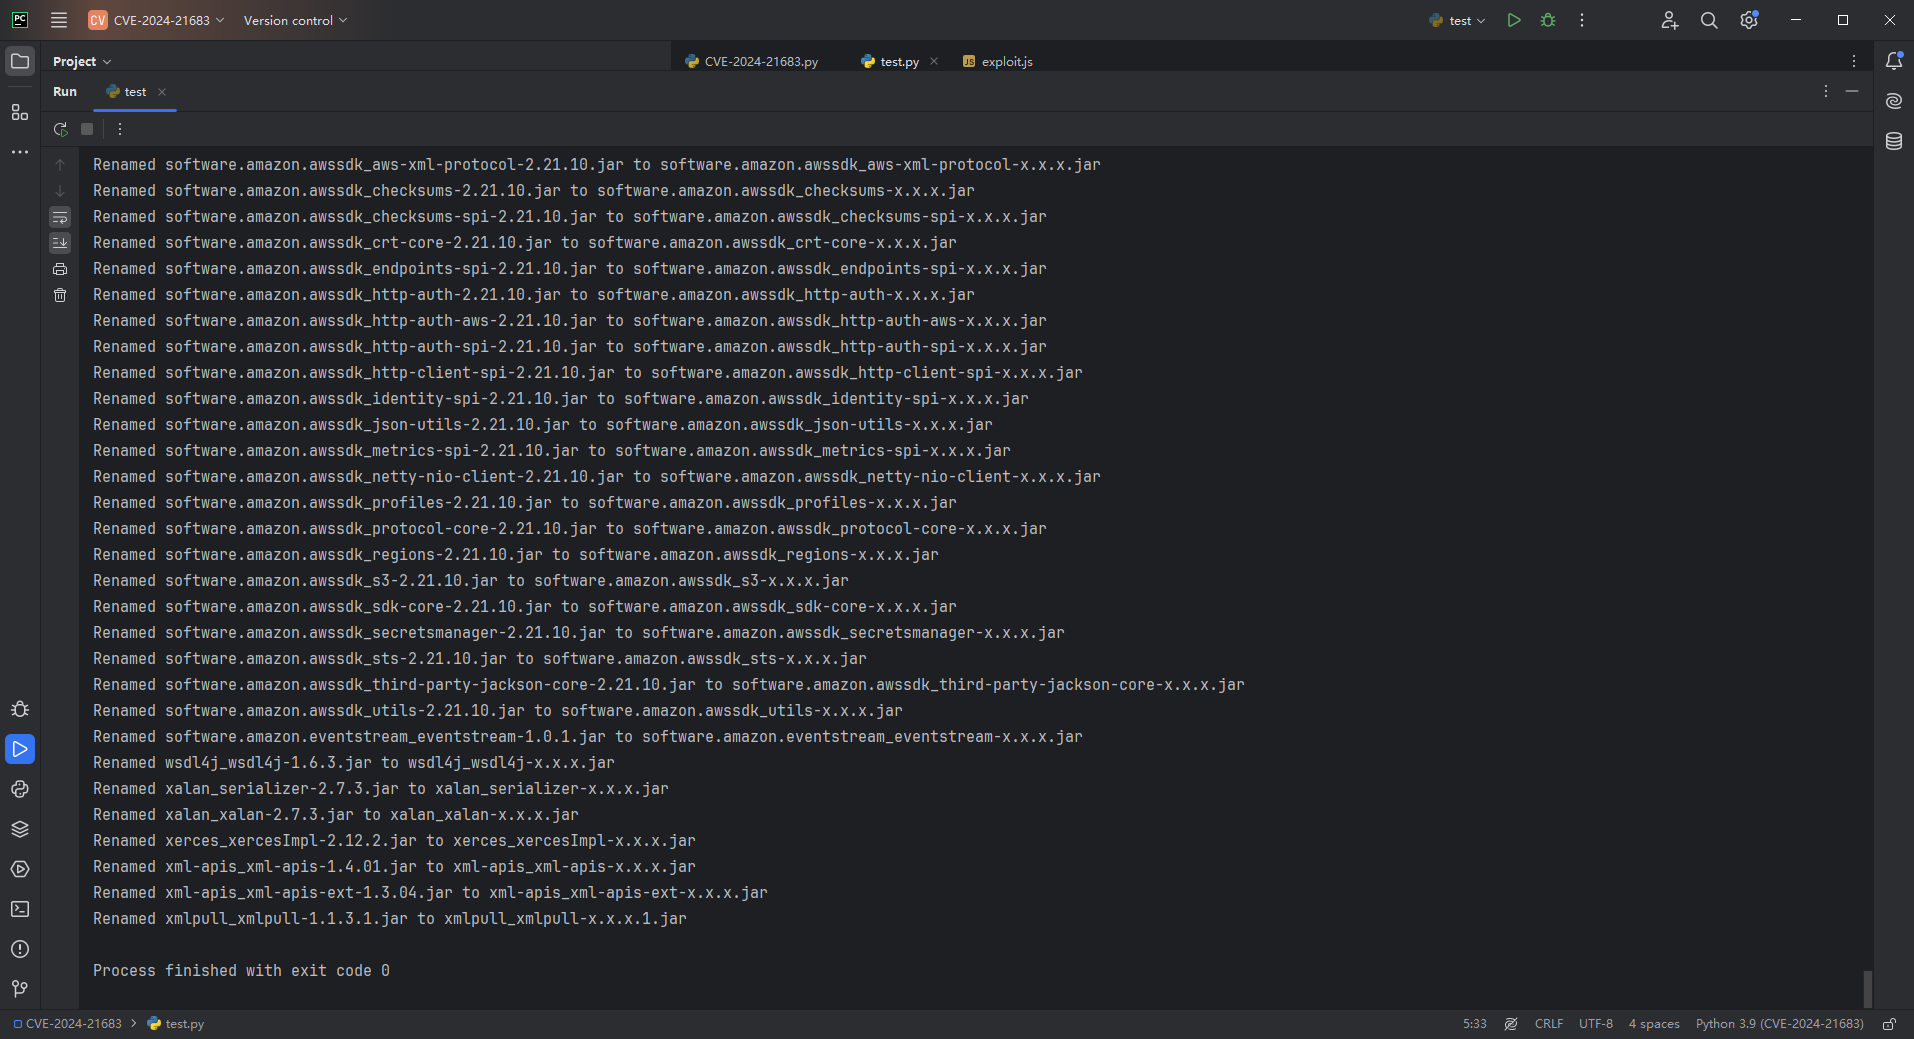 PC CV CVE-2024-21683 Version control test
Project CVE-2024-21683.py test.py JS exploit.js
Run test
Renamed software.amazon.awssdk_aws-xml-protocol-2.21.10.jar to software.amazon.awssdk_aws-xml-protocol-x.x.x.jar
Renamed software.amazon.awssdk_checksums-2.21.10.jar to software.amazon.awssdk_checksums-x.x.x.jar
Renamed software.amazon.awssdk_checksums-spi-2.21.10.jar to software.amazon.awssdk_checksums-spi-x.x.x.jar
Renamed software.amazon.awssdk_crt-core-2.21.10.jar to software.amazon.awssdk_crt-core-x.x.x.jar
Renamed software.amazon.awssdk_endpoints-spi-2.21.10.jar to software.amazon.awssdk_endpoints-spi-x.x.x.jar
Renamed software.amazon.awssdk_http-auth-2.21.10.jar to software.amazon.awssdk_http-auth-x.x.x.jar
Renamed software.amazon.awssdk_http-auth-aws-2.21.10.jar to software.amazon.awssdk_http-auth-aws-x.x.x.jar
Renamed software.amazon.awssdk_http-auth-spi-2.21.10.jar to software.amazon.awssdk_http-auth-spi-x.x.x.jar
Renamed software.amazon.awssdk_http-client-spi-2.21.10.jar to software.amazon.awssdk_http-client-spi-x.x.x.jar
Renamed software.amazon.awssdk_identity-spi-2.21.10.jar to software.amazon.awssdk_identity-spi-x.x.x.jar
Renamed software.amazon.awssdk_json-utils-2.21.10.jar to software.amazon.awssdk_json-utils-x.x.x.jar
Renamed software.amazon.awssdk_metrics-spi-2.21.10.jar to software.amazon.awssdk_metrics-spi-x.x.x.jar
Renamed software.amazon.awssdk_netty-nio-client-2.21.10.jar to software.amazon.awssdk_netty-nio-client-x.x.x.jar
Renamed software.amazon.awssdk_profiles-2.21.10.jar to software.amazon.awssdk_profiles-x.x.x.jar
Renamed software.amazon.awssdk_protocol-core-2.21.10.jar to software.amazon.awssdk_protocol-core-x.x.x.jar
Renamed software.amazon.awssdk_regions-2.21.10.jar to software.amazon.awssdk_regions-x.x.x.jar
Renamed software.amazon.awssdk_s3-2.21.10.jar to software.amazon.awssdk_s3-x.x.x.jar
Renamed software.amazon.awssdk_sdk-core-2.21.10.jar to software.amazon.awssdk_sdk-core-x.x.x.jar
Renamed software.amazon.awssdk_secretsmanager-2.21.10.jar to software.amazon.awssdk_secretsmanager-x.x.x.jar
Renamed software.amazon.awssdk_sts-2.21.10.jar to software.amazon.awssdk_sts-x.x.x.jar
Renamed software.amazon.awssdk_third-party-jackson-core-2.21.10.jar to software.amazon.awssdk_third-party-jackson-core-x.x.x.jar
Renamed software.amazon.awssdk_utils-2.21.10.jar to software.amazon.awssdk_utils-x.x.x.jar
Renamed software.amazon.eventstream_eventstream-1.0.1.jar to software.amazon.eventstream_eventstream-x.x.x.jar
Renamed wsdl4j_wsdl4j-1.6.3.jar to wsdl4j_wsdl4j-x.x.x.jar
Renamed xalan_serializer-2.7.3.jar to xalan_serializer-x.x.x.jar
Renamed xalan_xalan-2.7.3.jar to xalan_xalan-x.x.x.jar
Renamed xerces_xercesImpl-2.12.2.jar to xerces_xercesImpl-x.x.x.jar
Renamed xml-apis_xml-apis-1.4.01.jar to xml-apis_xml-apis-x.x.x.jar
Renamed xml-apis_xml-apis-ext-1.3.04.jar to xml-apis_xml-apis-ext-x.x.x.jar
Renamed xmlpull_xmlpull-1.1.3.1.jar to xmlpull_xmlpull-x.x.x.1.jar
Process finished with exit code 0
CVE-2024-21683 > test.py 5:33 CRLF UTF-8 4 spaces Python 3.9 (CVE-2024-21683)